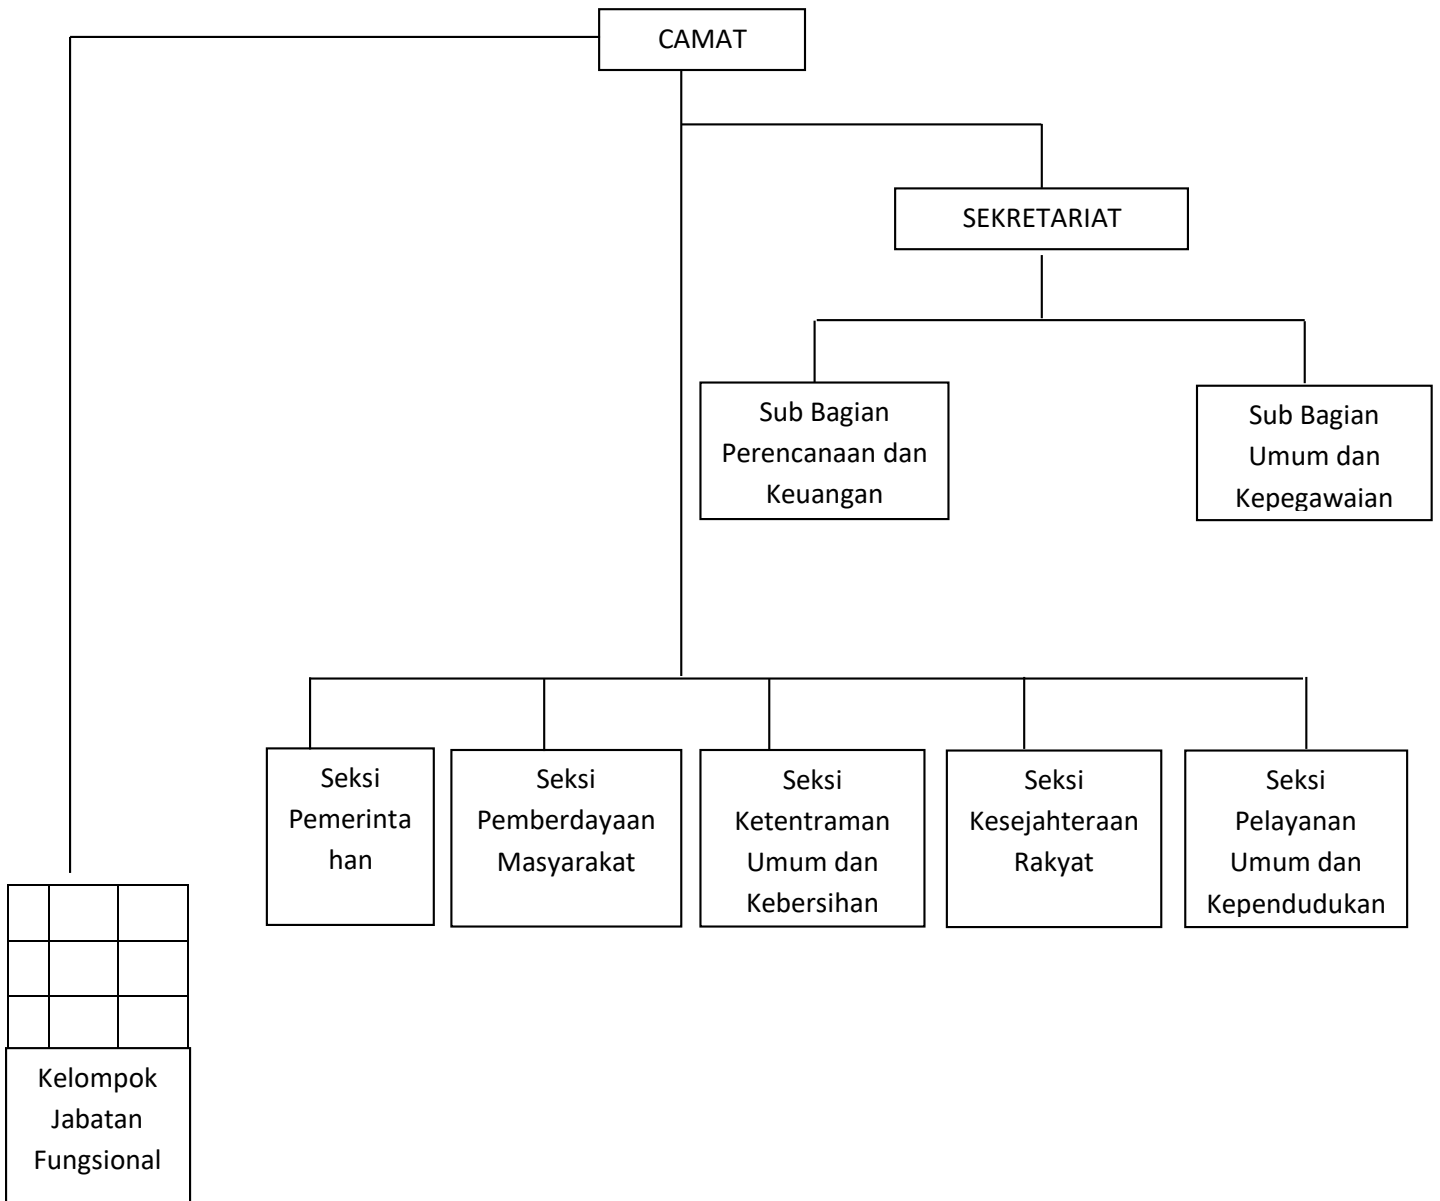 CAMAT
SEKRETARIAT
Sub Bagian
Perencanaan dan
Keuangan
Sub Bagian
Umum dan
Kepegawaian
Seksi
Pemerinta
han
Seksi
Pemberdayaan
Masyarakat
Seksi
Ketentraman
Umum dan
Kebersihan
Seksi
Kesejahteraan
Rakyat
Seksi
Pelayanan
Umum dan
Kependudukan
Kelompok
Jabatan
Fungsional